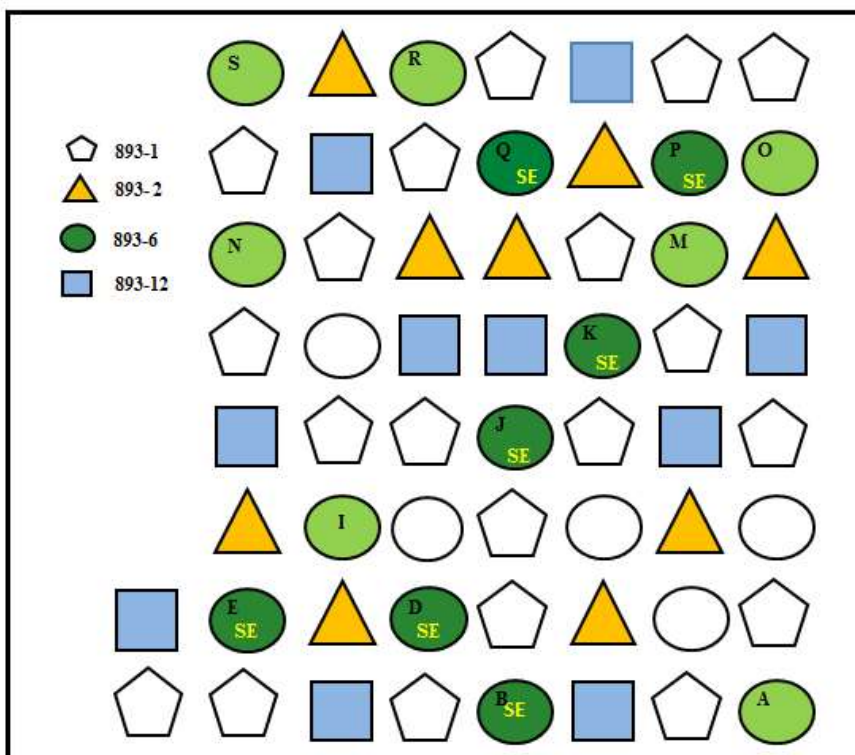 S R
893-1
893- 2
893-6
893-12
Q SE P SE O
N M
K SE
J SE
I
E SE D SE
B SE A